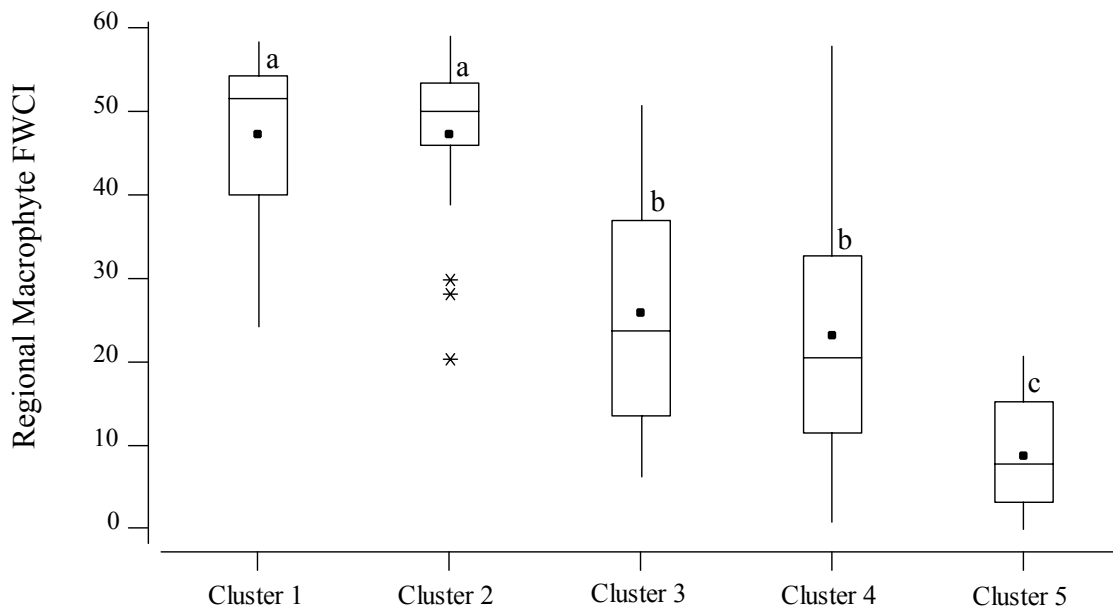 60
50
40
30
20
10
0
Regional Macrophyte FWCI
a
a
b
b
c
Cluster 1
Cluster 2
Cluster 3
Cluster 4
Cluster 5